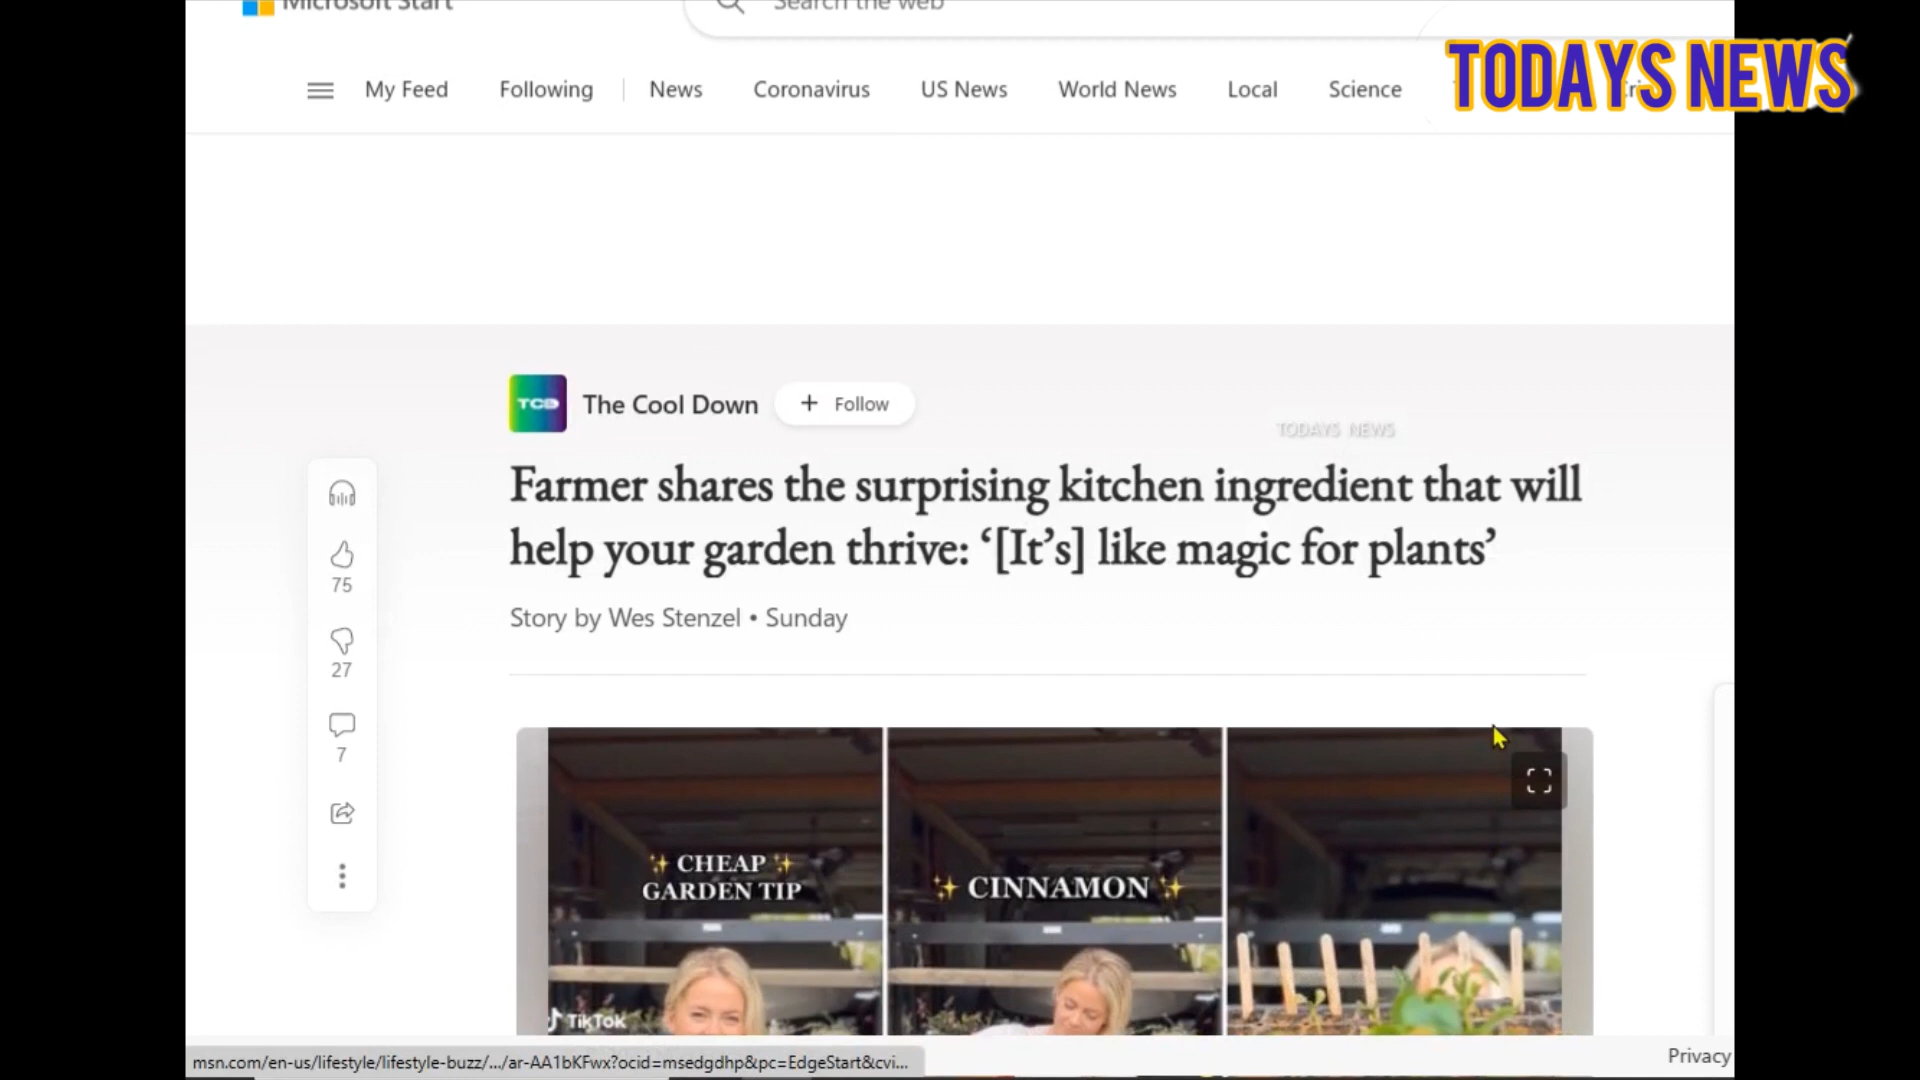 Microsoft Start
Search the web
TODAYS NEWS
My Feed
Following
News
Coronavirus
US News
World News
Local
Science
TCD
The Cool Down
+ Follow
TODAYS NEWS
Farmer shares the surprising kitchen ingredient that will
help your garden thrive: ‘[It’s] like magic for plants’
Story by Wes Stenzel • Sunday
75
27
7
✨ CHEAP ✨
GARDEN TIP
✨ CINNAMON ✨
TikTok
msn.com/en-us/lifestyle/lifestyle-buzz/.../ar-AA1bKFwx?ocid=msedgdhp&pc=EdgeStart&cvi...
Privacy